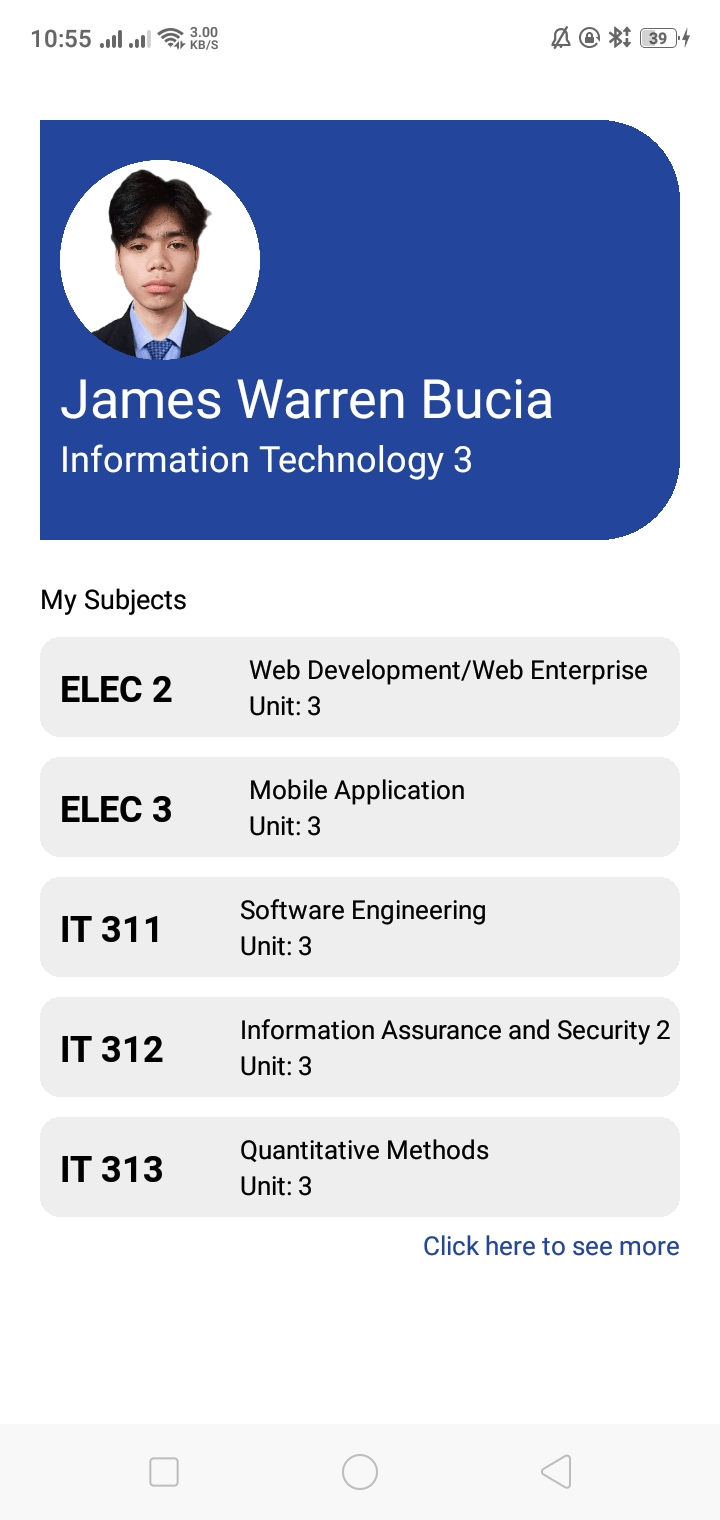 10:55 3.00 KB/S 39
James Warren Bucia
Information Technology 3
My Subjects
ELEC 2
Web Development/Web Enterprise
Unit: 3
ELEC 3
Mobile Application
Unit: 3
IT 311
Software Engineering
Unit: 3
IT 312
Information Assurance and Security 2
Unit: 3
IT 313
Quantitative Methods
Unit: 3
Click here to see more